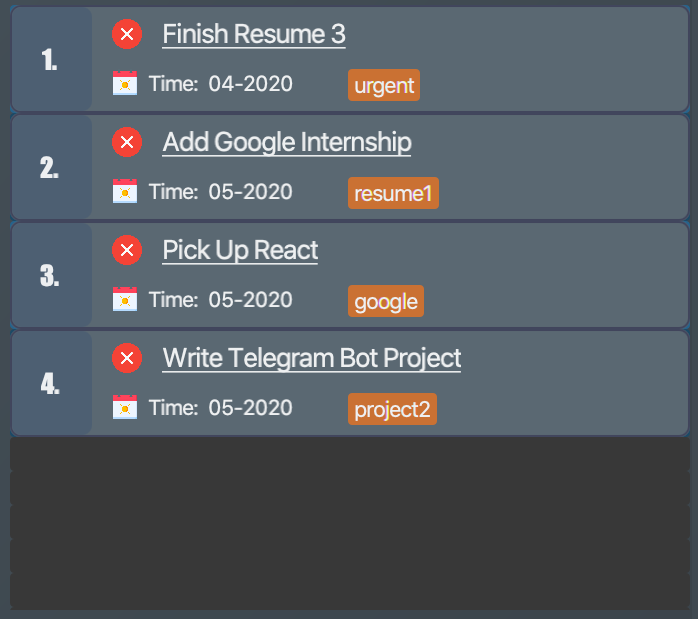 1.
Finish Resume 3
Time: 04-2020 urgent
2.
Add Google Internship
Time: 05-2020 resume1
3.
Pick Up React
Time: 05-2020 google
4.
Write Telegram Bot Project
Time: 05-2020 project2